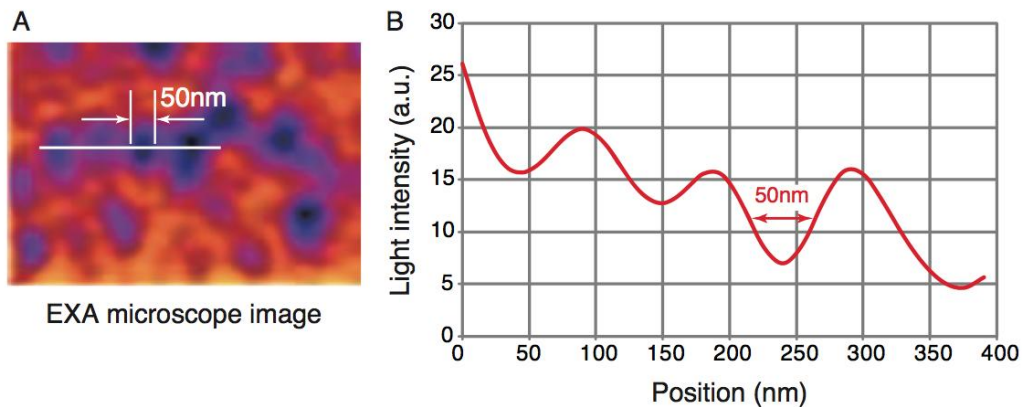 A
50nm
EXA microscope image
B
Light intensity (a.u.)
30
25
20
15
10
5
0
50nm
0 50 100 150 200 250 300 350 400
Position (nm)